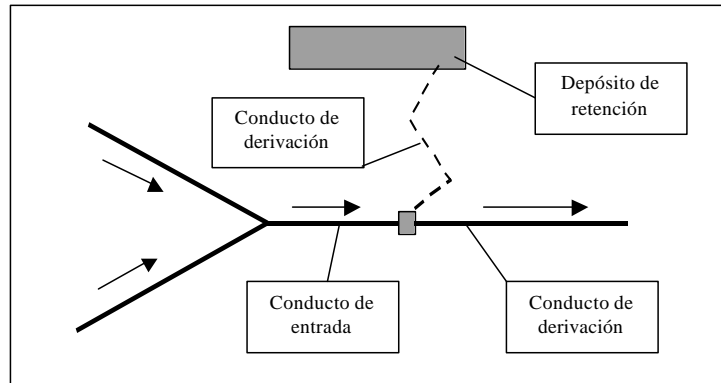 Depósito de
retención
Conducto de
derivación
Conducto de
entrada
Conducto de
derivación